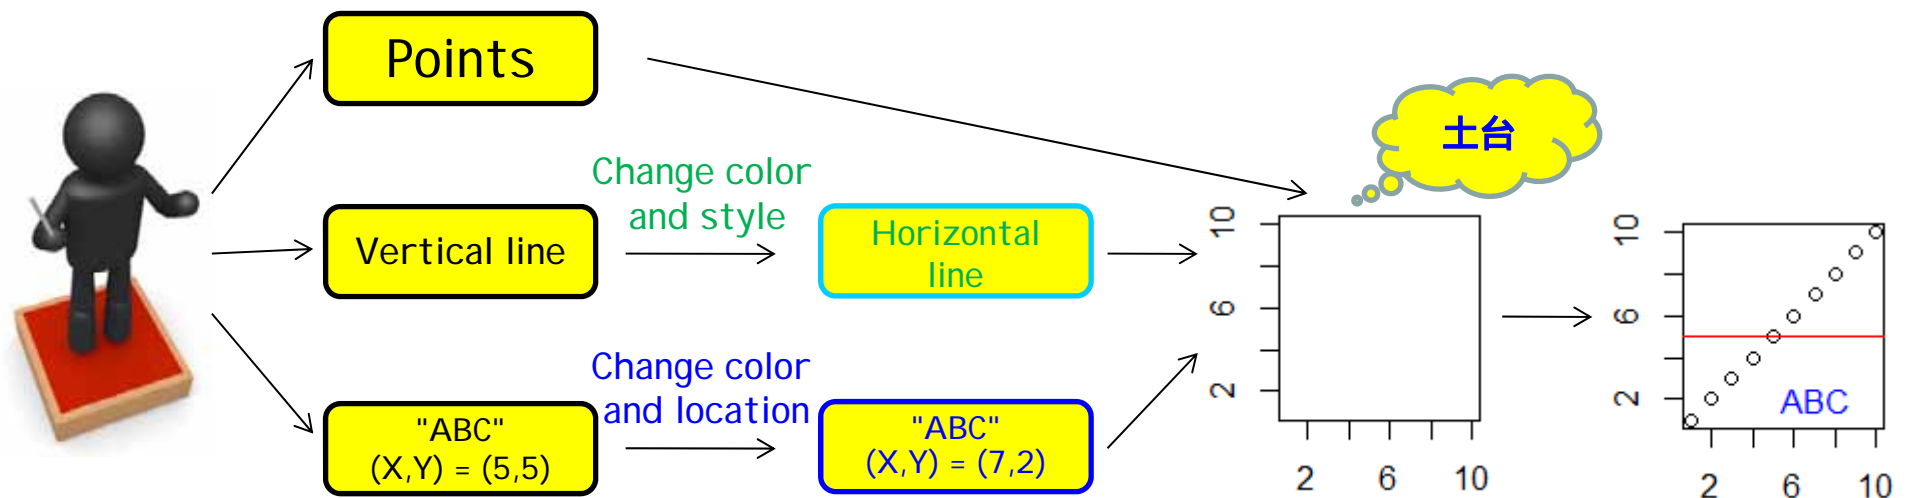 Points
土台
Change color
and style
Vertical line
Horizontal
line
Change color
and location
"ABC"
(X,Y) = (5,5)
"ABC"
(X,Y) = (7,2)
10
6
2
2 6 10
10
6
2
ABC
2 6 10